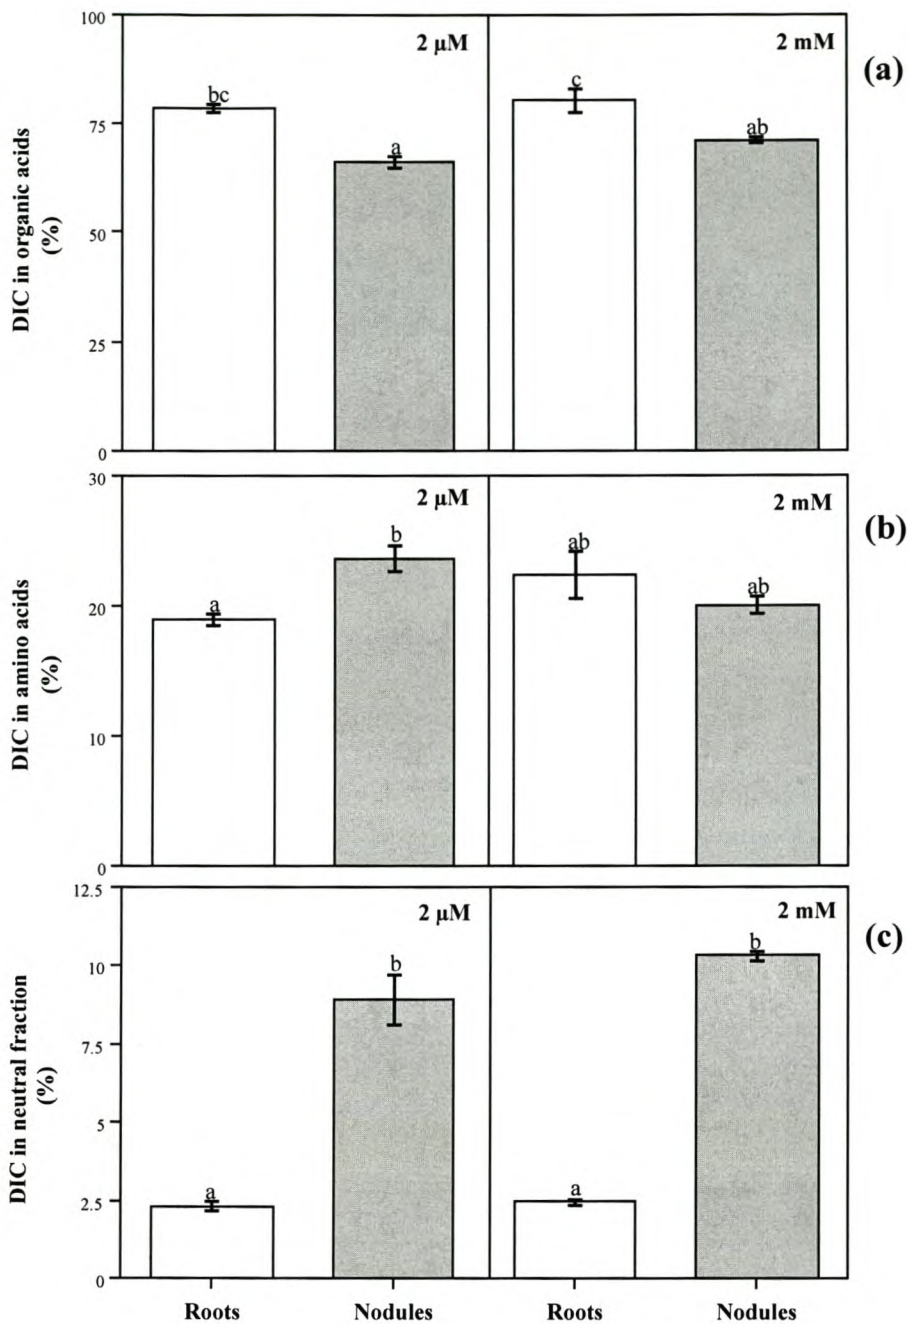 100
2 µM
2 mM
(a)
bc
c
75
a
ab
50
25
0
DIC in organic acids
(%)
30
2 µM
2 mM
(b)
b
ab
a
ab
20
10
0
DIC in amino acids
(%)
12.5
2 µM
2 mM
(c)
b
b
10
7.5
5
2.5
a
a
0
DIC in neutral fraction
(%)
Roots
Nodules
Roots
Nodules